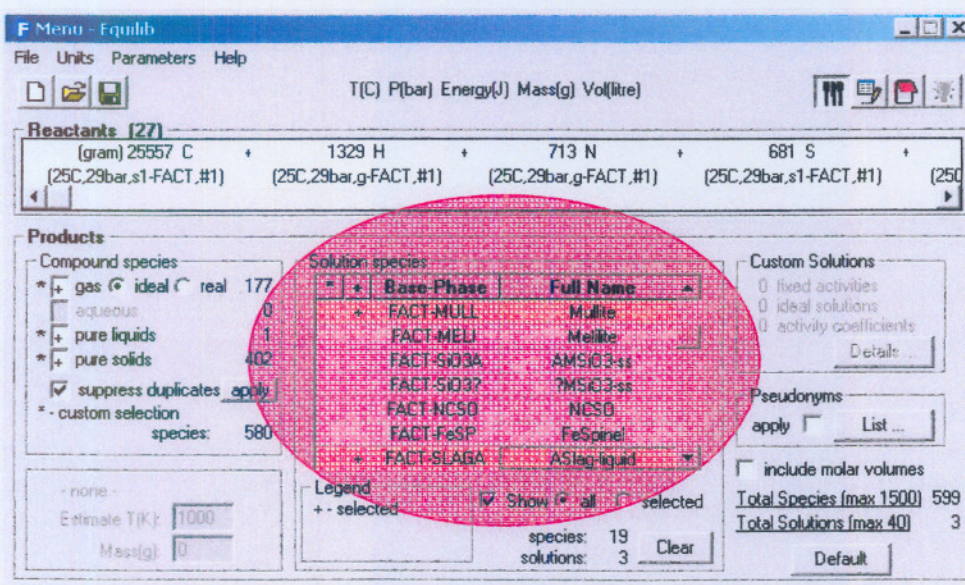 F Menu - Equilib
File Units Parameters Help
T(C) P(bar) Energy(J) Mass(g) Vol(litre)
Reactants (27)
(gram) 25557 C + 1329 H + 713 N + 681 S +
(25C,29bar,s1-FACT,#1) (25C,29bar,g-FACT,#1) (25C,29bar,g-FACT,#1) (25C,29bar,s1-FACT,#1) (25C
Products
Compound species
* + gas ideal real 177
aqueous 0
* + pure liquids 1
* + pure solids 402
suppress duplicates apply
* - custom selection
species: 580
- none -
Estimate T(K): 1000
Mass(g): 0
Solution species
* + Base-Phase Full Name
+ FACT-MULL Mullite
FACT-MELI Mellilite
FACT-SiO3A AMSiO3-ss
FACT-SiO3? ?MSiO3-ss
FACT-NCSO NCSO
FACT-FeSP FeSpinel
+ FACT-SLAGA ASlag-liquid
Legend
+ - selected
Show all selected
species: 19
solutions: 3 Clear
Custom Solutions
0 fixed activities
0 ideal solutions
0 activity coefficients
Details ...
Pseudonyms
apply List ...
include molar volumes
Total Species (max 1500) 599
Total Solutions (max 40) 3
Default